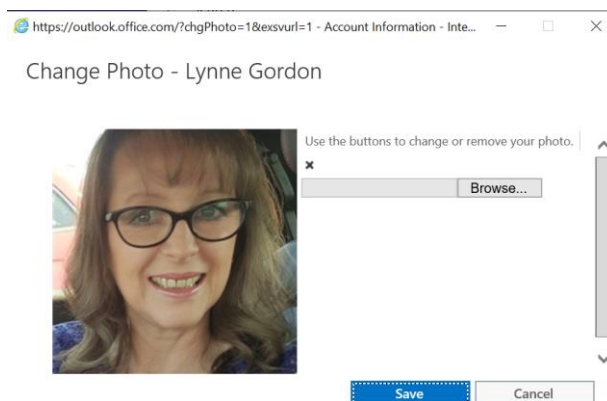 https://outlook.office.com/?chgPhoto=1&exsvurl=1 - Account Information - Inte...
Change Photo - Lynne Gordon
Use the buttons to change or remove your photo.
Browse...
Save
Cancel